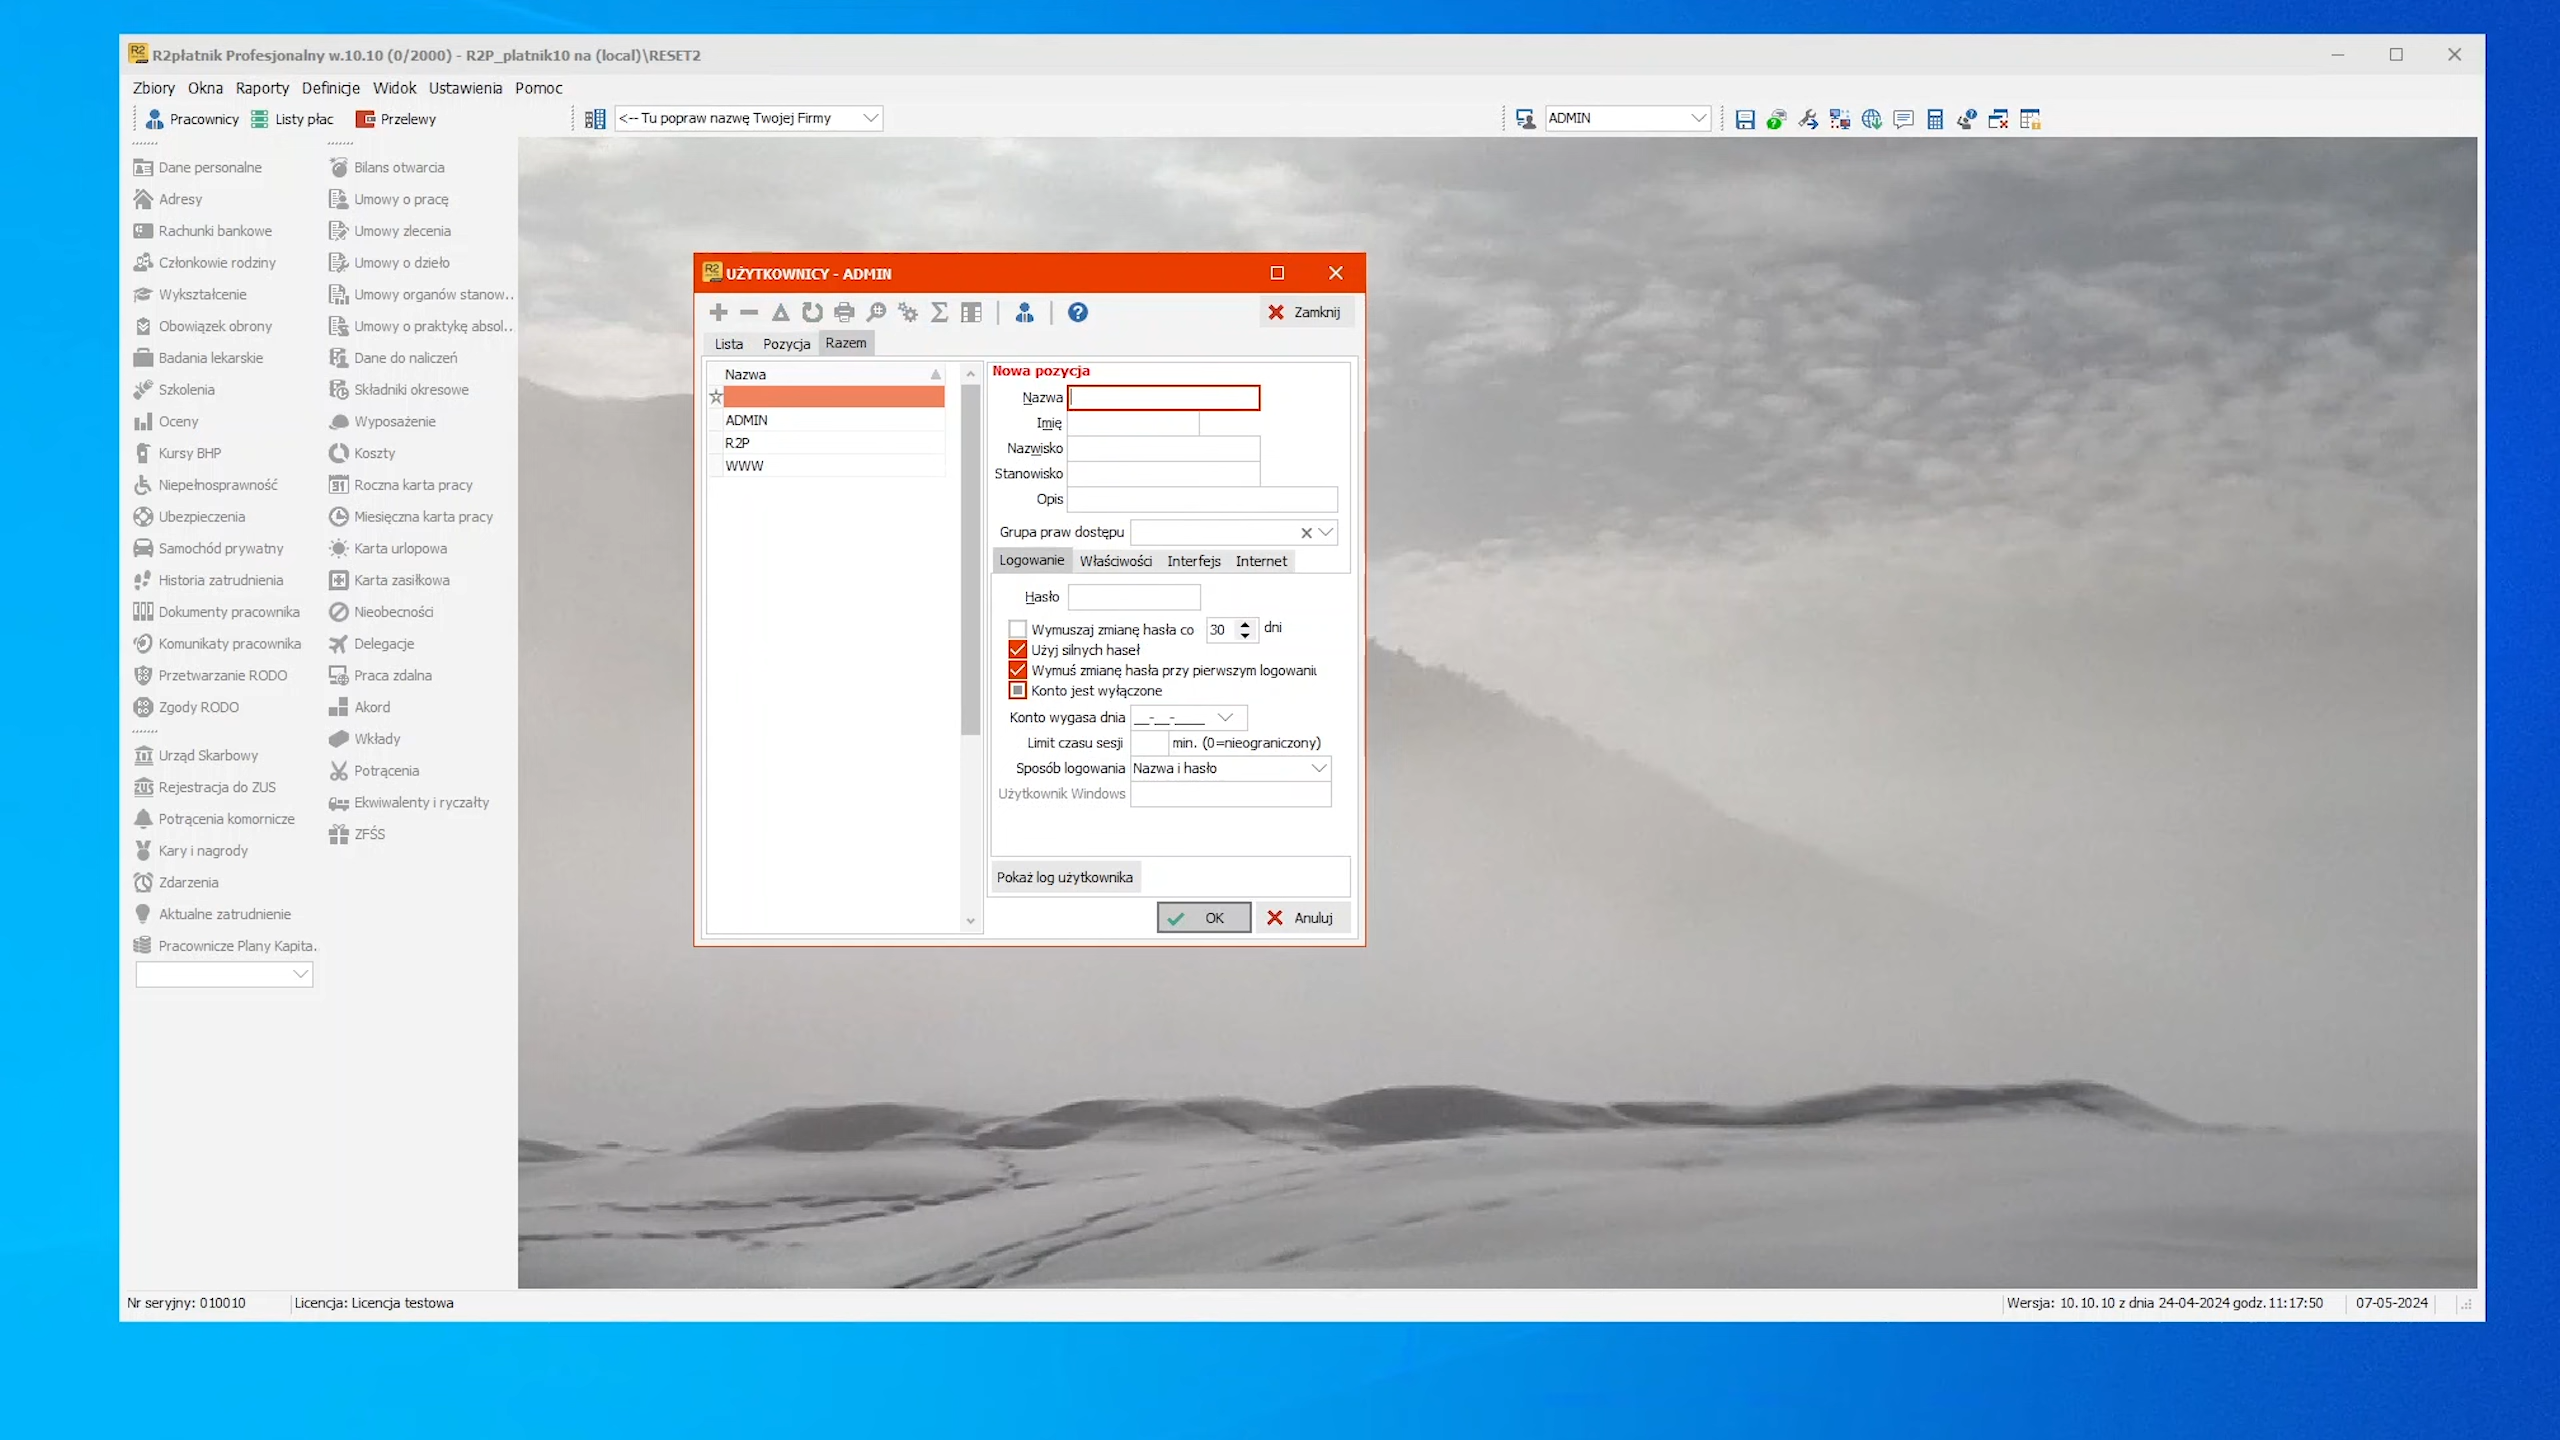 R2płatnik Profesjonalny w.10.10 (0/2000) - R2P_platnik10 na (local)\RESET2
Zbiory Okna Raporty Definicje Widok Ustawienia Pomoc
Pracownicy Listy płac Przelewy <-- Tu popraw nazwę Twojej Firmy ADMIN
Dane personalne
Adresy
Rachunki bankowe
Członkowie rodziny
Wykształcenie
Obowiązek obrony
Badania lekarskie
Szkolenia
Oceny
Kursy BHP
Niepełnosprawność
Ubezpieczenia
Samochód prywatny
Historia zatrudnienia
Dokumenty pracownika
Komunikaty pracownika
Przetwarzanie RODO
Zgody RODO
Urząd Skarbowy
Rejestracja do ZUS
Potrącenia komornicze
Kary i nagrody
Zdarzenia
Aktualne zatrudnienie
Pracownicze Plany Kapita.
Bilans otwarcia
Umowy o pracę
Umowy zlecenia
Umowy o dzieło
Umowy organów stanow..
Umowy o praktykę absol..
Dane do naliczeń
Składniki okresowe
Wyposażenie
Koszty
Roczna karta pracy
Miesięczna karta pracy
Karta urlopowa
Karta zasiłkowa
Nieobecności
Delegacje
Praca zdalna
Akord
Wkłady
Potrącenia
Ekwiwalenty i ryczałty
ZFŚS
UŻYTKOWNICY - ADMIN
Zamknij
Lista Pozycja Razem
Nazwa
ADMIN
R2P
WWW
Nowa pozycja
Nazwa
Imię
Nazwisko
Stanowisko
Opis
Grupa praw dostępu
Logowanie Właściwości Interfejs Internet
Hasło
Wymuszaj zmianę hasła co 30 dni
Użyj silnych haseł
Wymuś zmianę hasła przy pierwszym logowaniu
Konto jest wyłączone
Konto wygasa dnia __-__-____
Limit czasu sesji min. (0=nieograniczony)
Sposób logowania Nazwa i hasło
Użytkownik Windows
Pokaż log użytkownika
OK Anuluj
Nr seryjny: 010010 Licencja: Licencja testowa Wersja: 10.10.10 z dnia 24-04-2024 godz.11:17:50 07-05-2024